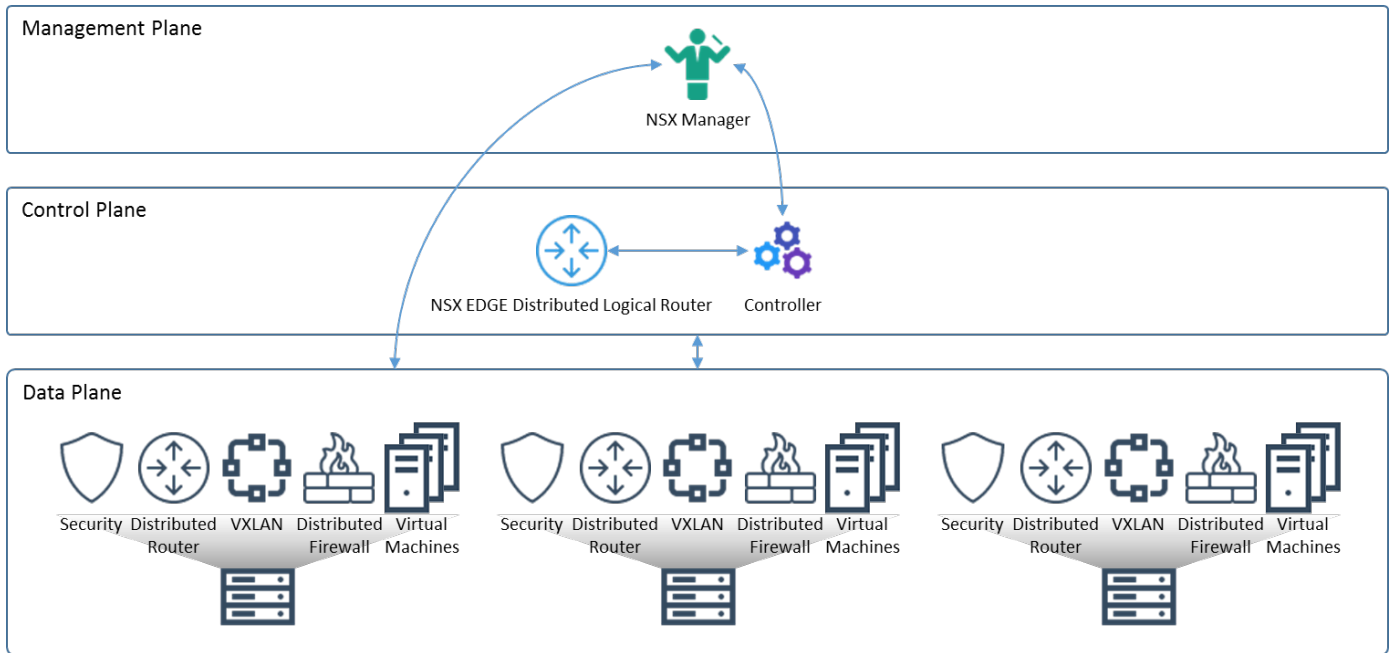 Management Plane
NSX Manager
Control Plane
NSX EDGE Distributed Logical Router
Controller
Data Plane
Security Distributed Router VXLAN Distributed Firewall Virtual Machines
Security Distributed Router VXLAN Distributed Firewall Virtual Machines
Security Distributed Router VXLAN Distributed Firewall Virtual Machines